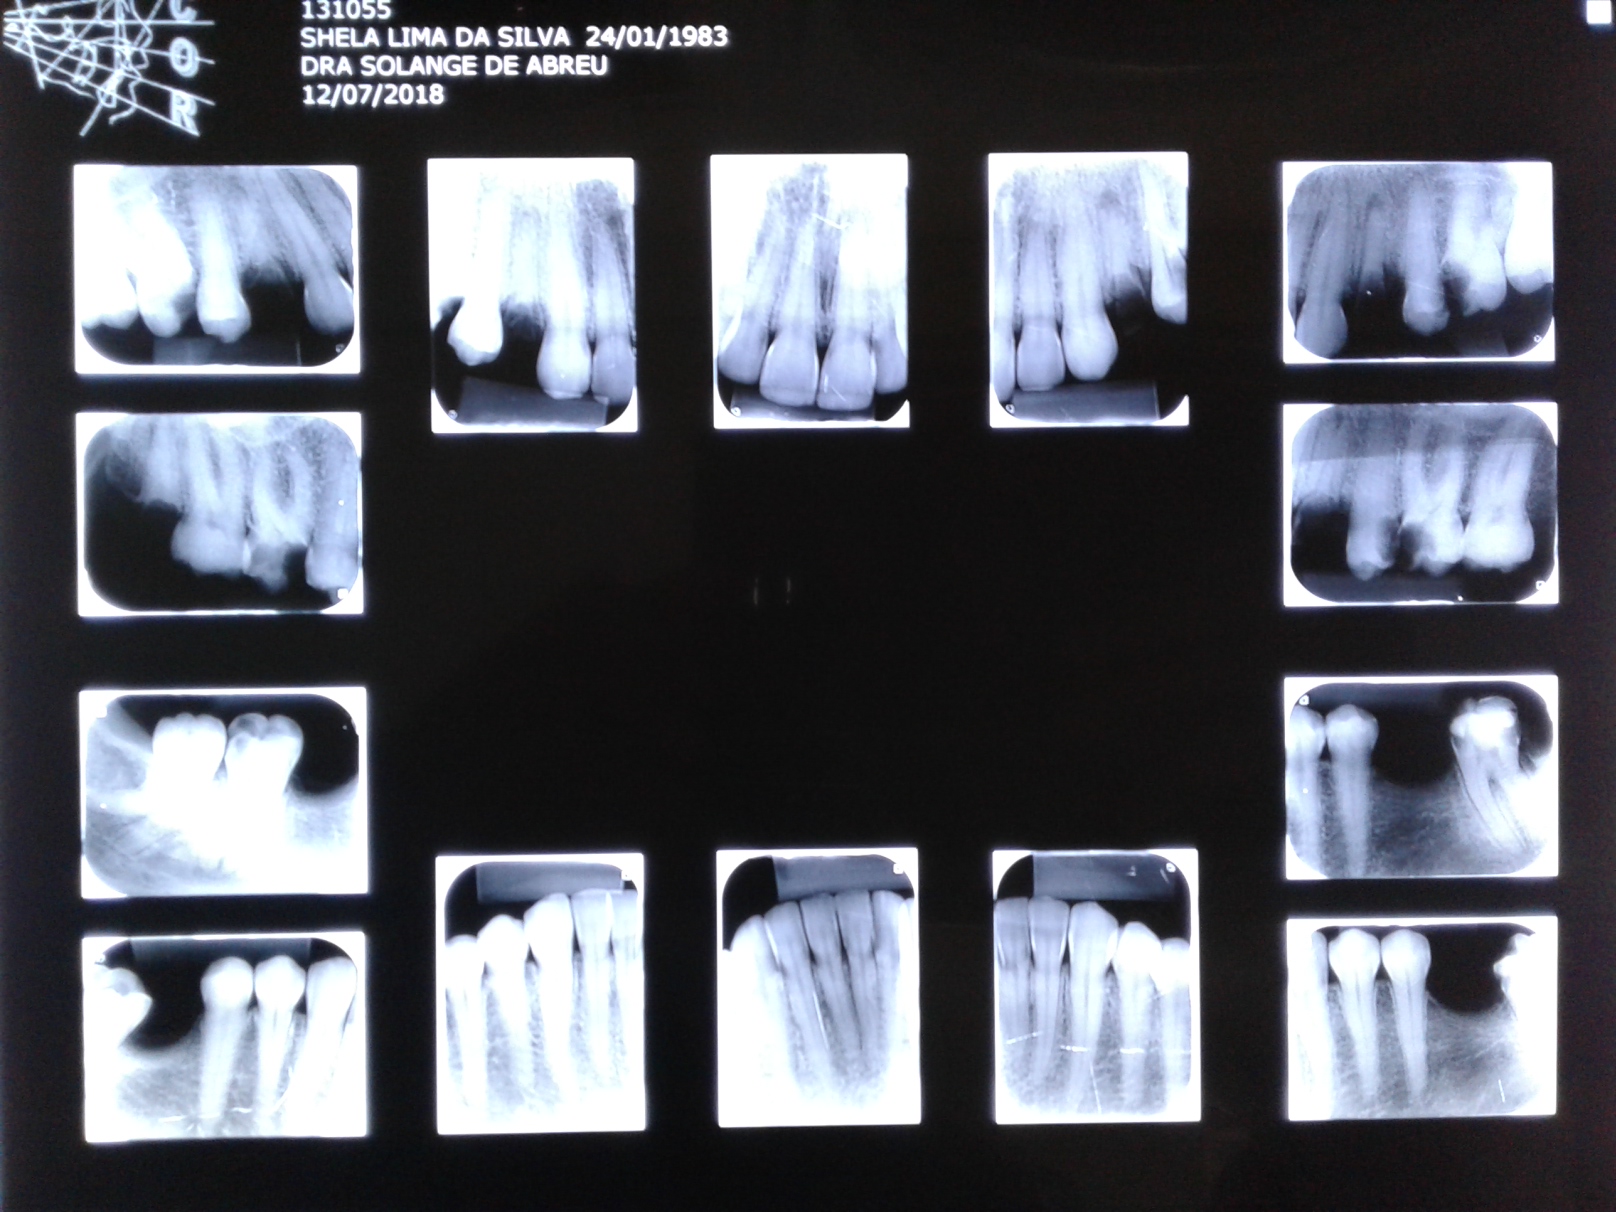 C
O
R
131055
SHELA LIMA DA SILVA 24/01/1983
DRA SOLANGE DE ABREU
12/07/2018